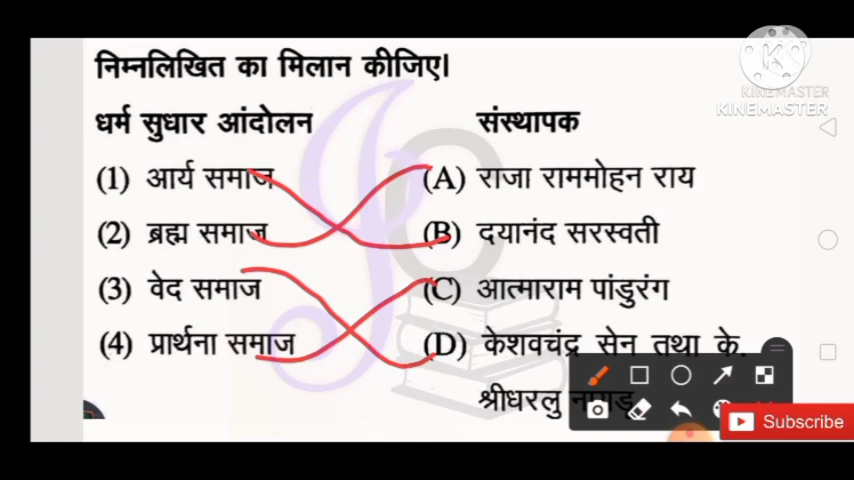 निम्नलिखित का मिलान कीजिए।
धर्म सुधार आंदोलन संस्थापक
(1) आर्य समाज (A) राजा राममोहन राय
(2) ब्रह्म समाज (B) दयानंद सरस्वती
(3) वेद समाज (C) आत्माराम पांडुरंग
(4) प्रार्थना समाज (D) केशवचंद्र सेन तथा के.
श्रीधरलु
KINEMASTER
KINEMASTER
Subscribe